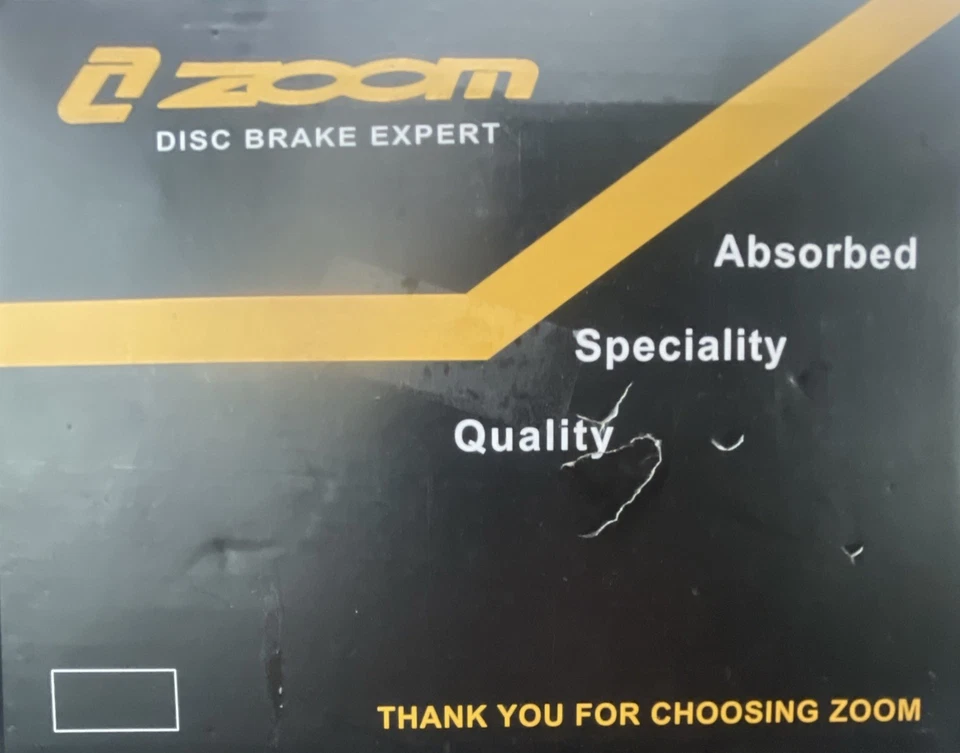 ZOOM
DISC BRAKE EXPERT
Absorbed
Speciality
Quality
THANK YOU FOR CHOOSING ZOOM